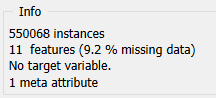 Info
550068 instances
11 features (9.2 % missing data)
No target variable.
1 meta attribute